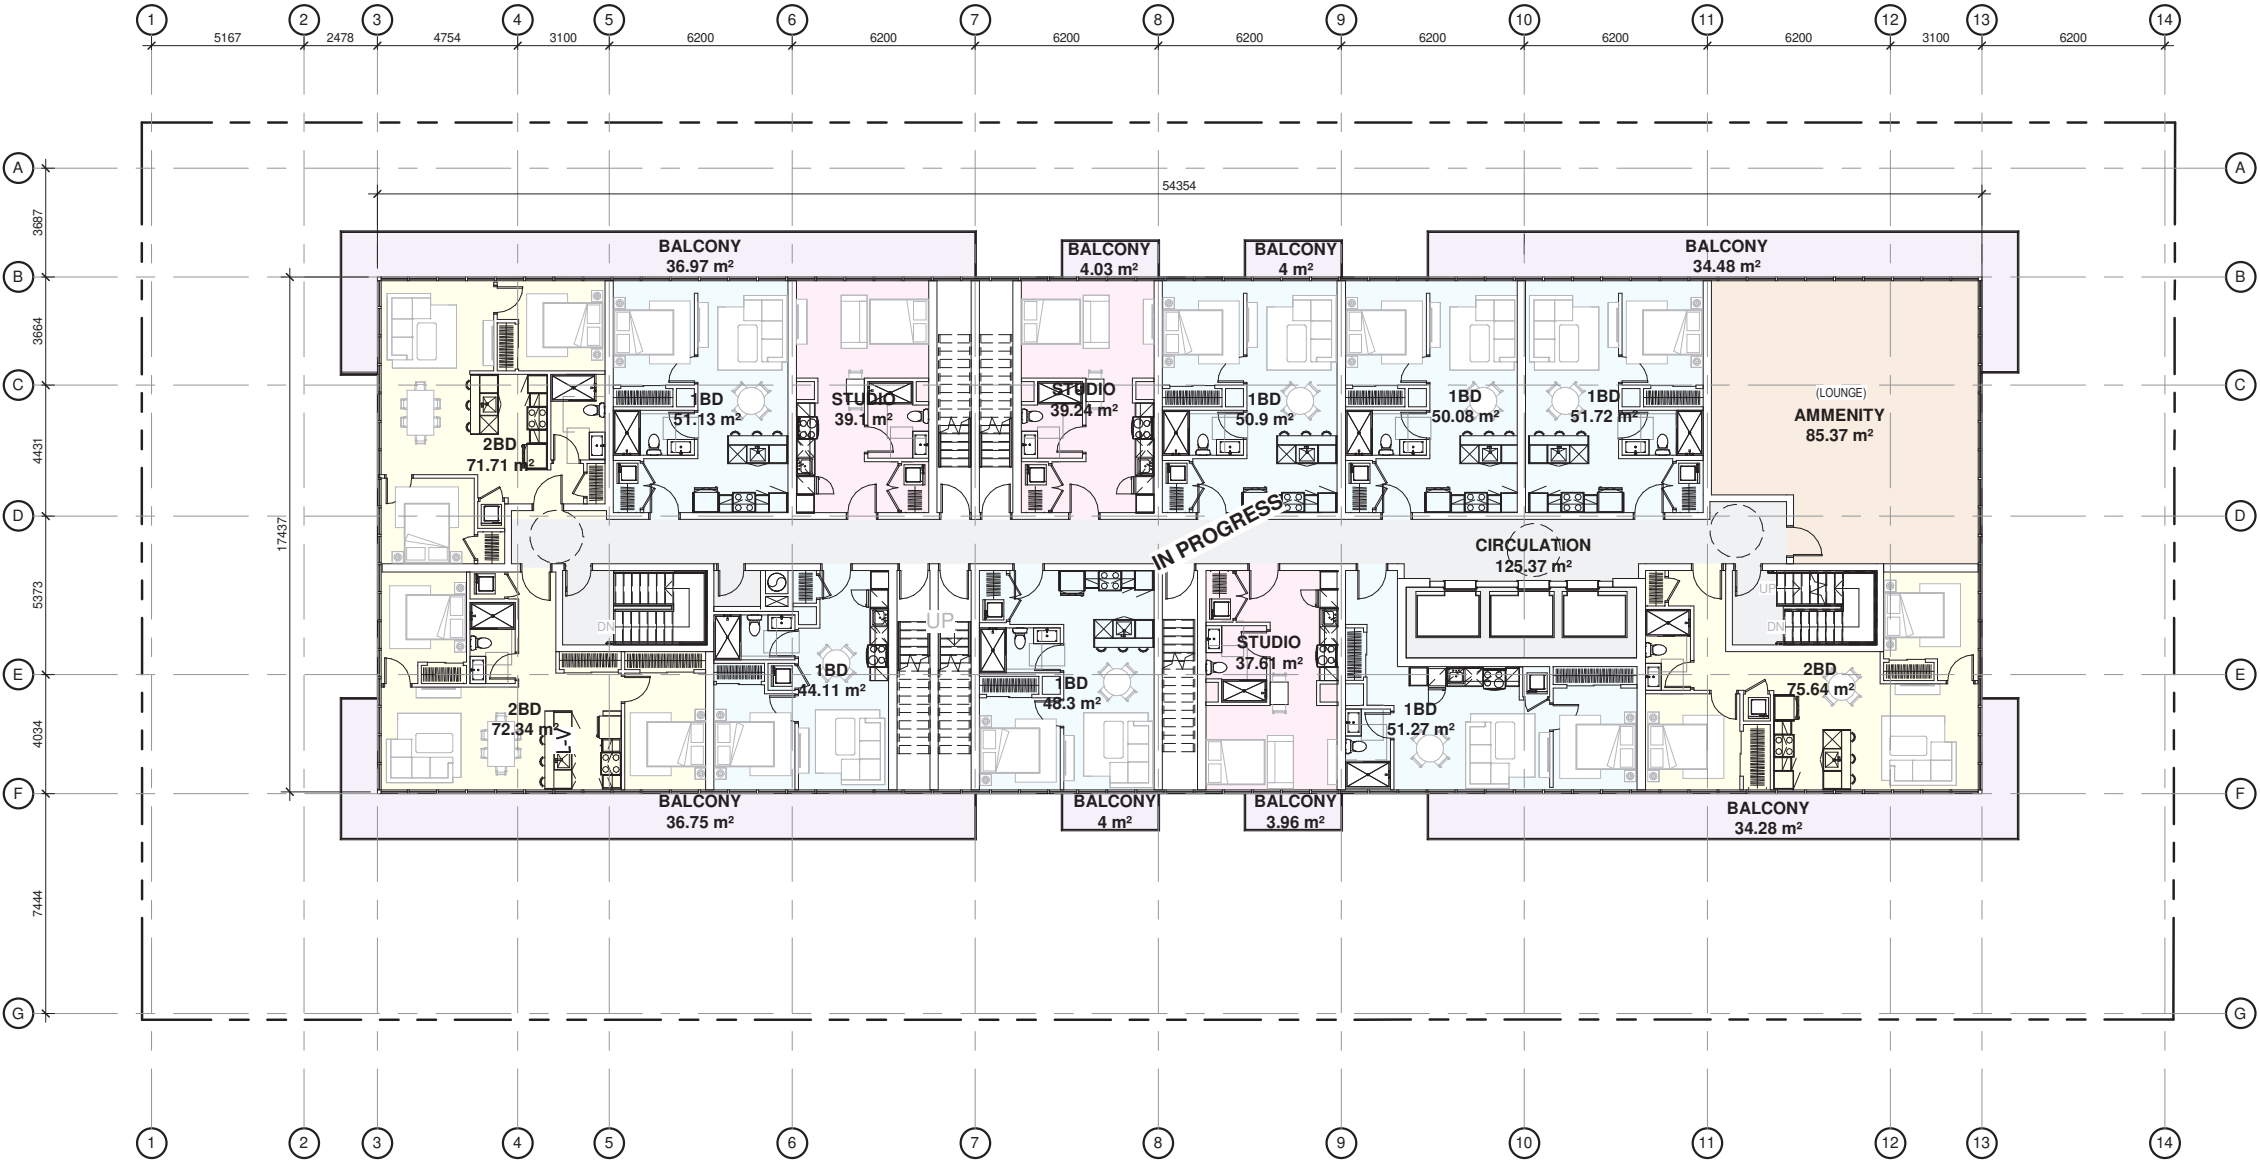 1 2 3 4 5 6 7 8 9 10 11 12 13 14
5167 2478 4754 3100 6200 6200 6200 6200 6200 6200 6200 3100 6200
A A
3687
54354
BALCONY
36.97 m²
BALCONY
4.03 m²
BALCONY
4 m²
BALCONY
34.48 m²
B B
3664
C C
1BD
51.13 m²
STUDIO
39.1 m²
STUDIO
39.24 m²
1BD
50.9 m²
1BD
50.08 m²
1BD
51.72 m²
(LOUNGE)
AMMENITY
85.37 m²
2BD
71.71 m²
4431
D D
17437
IN PROGRESS
CIRCULATION
125.37 m²
5373
UP
DN
UP
DN
STUDIO
37.61 m²
E E
1BD
44.11 m²
1BD
48.3 m²
2BD
75.64 m²
2BD
72.34 m²
L-V
1BD
51.27 m²
4034
F F
BALCONY
36.75 m²
BALCONY
4 m²
BALCONY
3.96 m²
BALCONY
34.28 m²
7444
G G
1 2 3 4 5 6 7 8 9 10 11 12 13 14